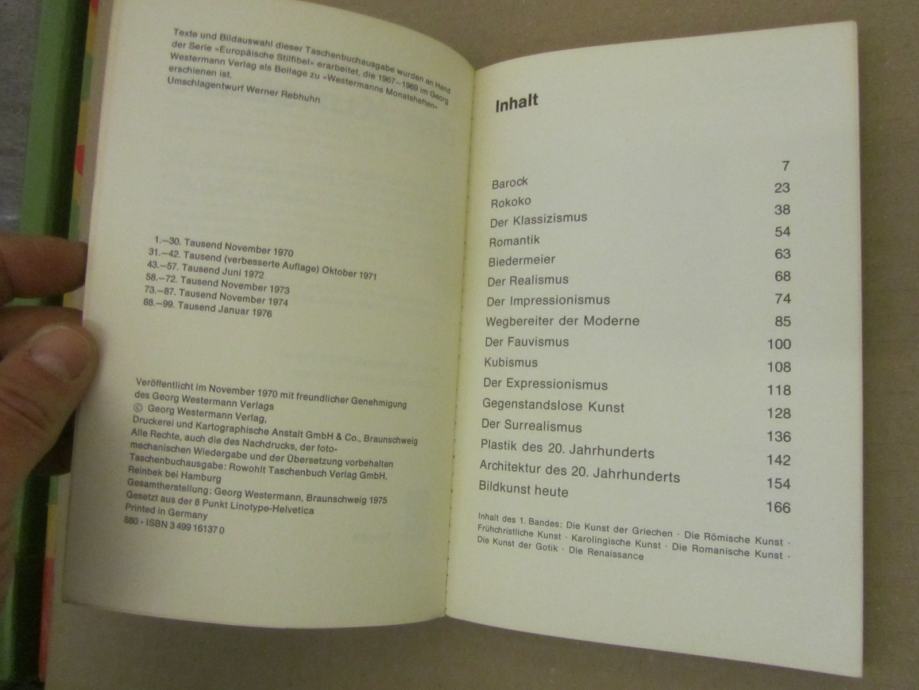 Texte und Bildauswahl dieser Taschenbuchausgabe wurden an Hand
der Serie »Europäische Stilfibel« erarbeitet, die 1967–1969 im Georg
Westermann Verlag als Beilage zu »Westermanns Monatsheften«
erschienen ist.
Umschlagentwurf Werner Rebhuhn
1.–30. Tausend November 1970
31.–42. Tausend (verbesserte Auflage) Oktober 1971
43.–57. Tausend Juni 1972
58.–72. Tausend November 1973
73.–87. Tausend November 1974
88.–99. Tausend Januar 1976
Veröffentlicht im November 1970 mit freundlicher Genehmigung
des Georg Westermann Verlags
© Georg Westermann Verlag,
Druckerei und Kartographische Anstalt GmbH & Co., Braunschweig
Alle Rechte, auch die des Nachdrucks, der foto-
mechanischen Wiedergabe und der Übersetzung vorbehalten
Taschenbuchausgabe: Rowohlt Taschenbuch Verlag GmbH,
Reinbek bei Hamburg
Gesamtherstellung: Georg Westermann, Braunschweig 1975
Gesetzt aus der 8 Punkt Linotype-Helvetica
Printed in Germany
880 • ISBN 3 499 16137 0
Inhalt
Barock 7
Rokoko 23
Der Klassizismus 38
Romantik 54
Biedermeier 63
Der Realismus 68
Der Impressionismus 74
Wegbereiter der Moderne 85
Der Fauvismus 100
Kubismus 108
Der Expressionismus 118
Gegenstandslose Kunst 128
Der Surrealismus 136
Plastik des 20. Jahrhunderts 142
Architektur des 20. Jahrhunderts 154
Bildkunst heute 166
Inhalt des 1. Bandes: Die Kunst der Griechen · Die Römische Kunst ·
Frühchristliche Kunst · Karolingische Kunst · Die Romanische Kunst ·
Die Kunst der Gotik · Die Renaissance